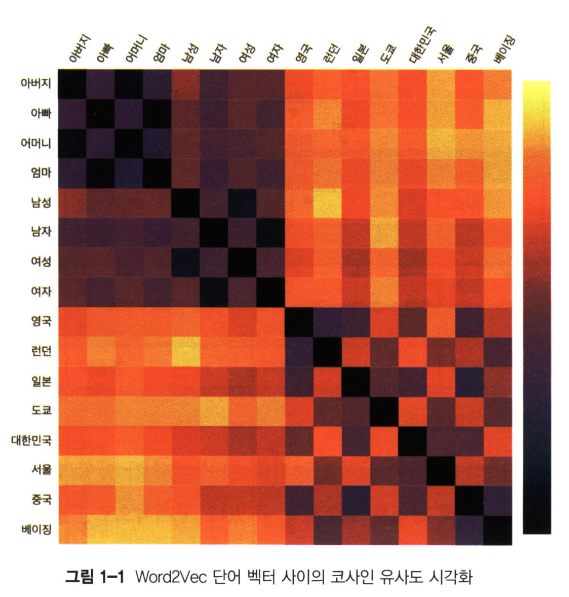 아버지
아빠
어머니
엄마
남성
남자
여성
여자
영국
런던
일본
도쿄
대한민국
서울
중국
베이징
아버지
아빠
어머니
엄마
남성
남자
여성
여자
영국
런던
일본
도쿄
대한민국
서울
중국
베이징
그림 1-1 Word2Vec 단어 벡터 사이의 코사인 유사도 시각화